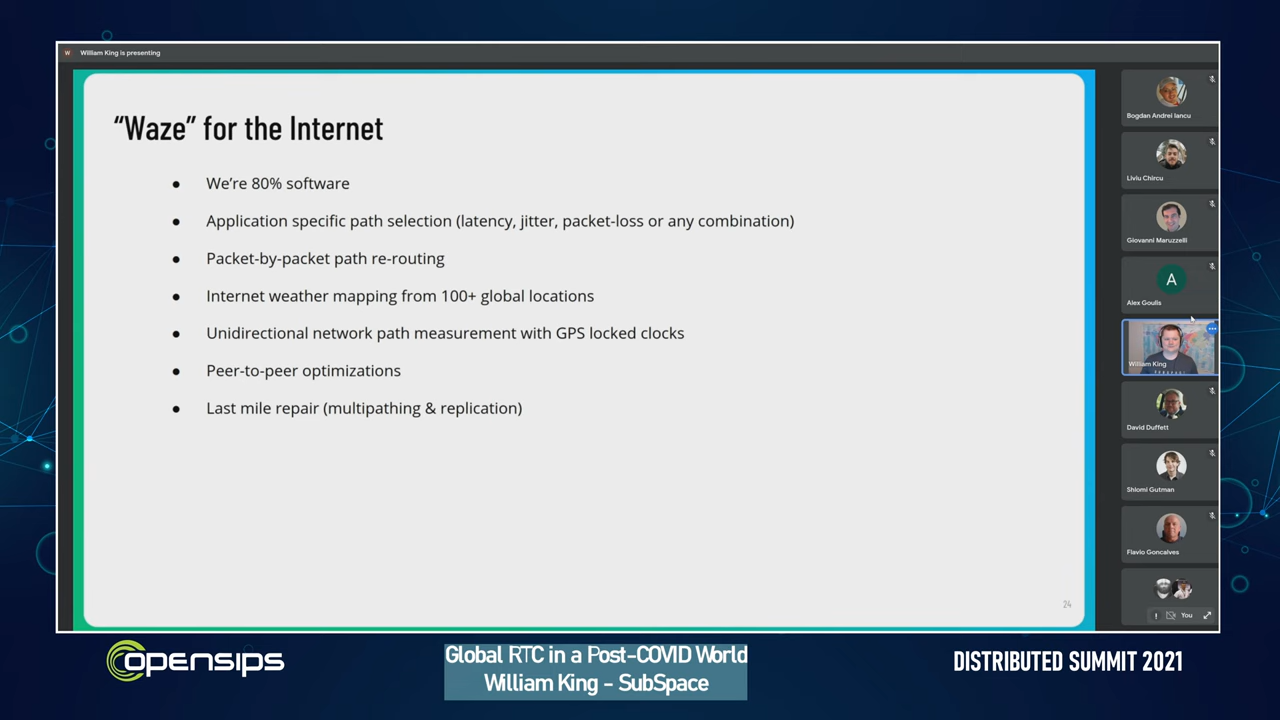 W William King is presenting
“Waze” for the Internet
● We’re 80% software
● Application specific path selection (latency, jitter, packet-loss or any combination)
● Packet-by-packet path re-routing
● Internet weather mapping from 100+ global locations
● Unidirectional network path measurement with GPS locked clocks
● Peer-to-peer optimizations
● Last mile repair (multipathing & replication)
24
Bogdan Andrei Iancu
Liviu Chircu
Giovanni Maruzzelli
A
Alex Goulis
William King
David Duffett
Shlomi Gutman
Flavio Goncalves
You
opensips
Global RTC in a Post-COVID World
William King - SubSpace
DISTRIBUTED SUMMIT 2021